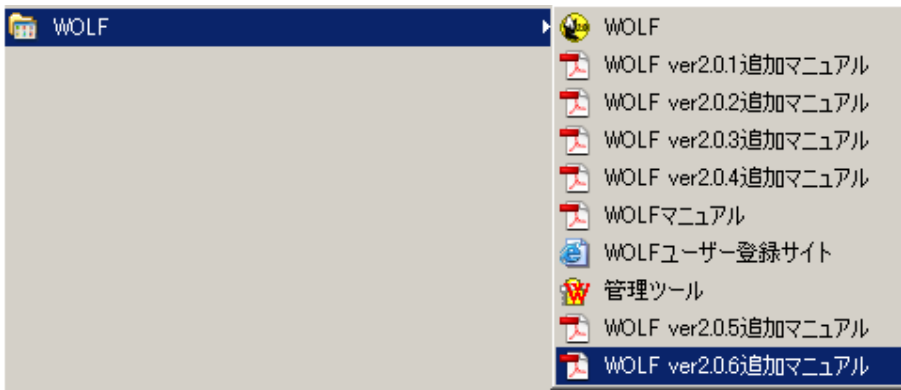 WOLF
WOLF
WOLF ver2.0.1追加マニュアル
WOLF ver2.0.2追加マニュアル
WOLF ver2.0.3追加マニュアル
WOLF ver2.0.4追加マニュアル
WOLFマニュアル
WOLFユーザー登録サイト
管理ツール
WOLF ver2.0.5追加マニュアル
WOLF ver2.0.6追加マニュアル